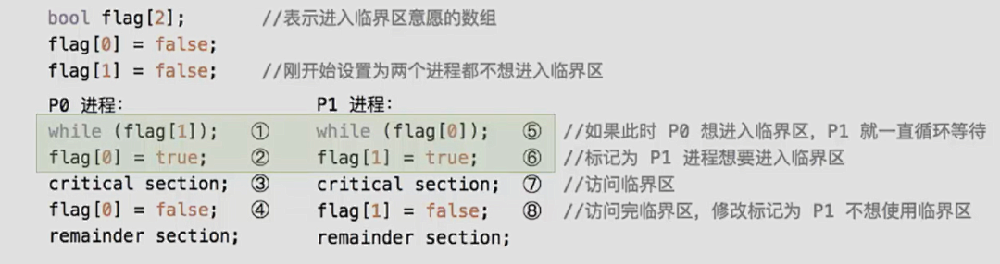 bool flag[2]; //表示进入临界区意愿的数组
flag[0] = false;
flag[1] = false; //刚开始设置为两个进程都不想进入临界区
P0 进程: P1 进程:
while (flag[1]); ① while (flag[0]); ⑤ //如果此时 P0 想进入临界区，P1 就一直循环等待
flag[0] = true; ② flag[1] = true; ⑥ //标记为 P1 进程想要进入临界区
critical section; ③ critical section; ⑦ //访问临界区
flag[0] = false; ④ flag[1] = false; ⑧ //访问完临界区，修改标记为 P1 不想使用临界区
remainder section; remainder section;